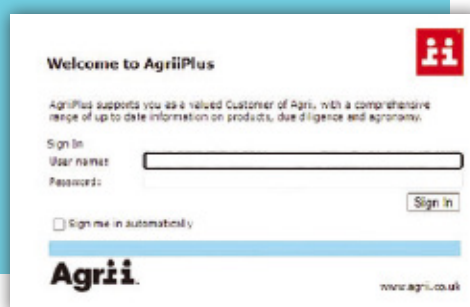 Welcome to AgriiPlus
AgriiPlus supports you as a valued Customer of Agrii, with a comprehensive
range of up to date information on products, due diligence and agronomy.
Sign In
User name:
Password:
Sign In
Sign me in automatically
Agrii
www.agrii.co.uk